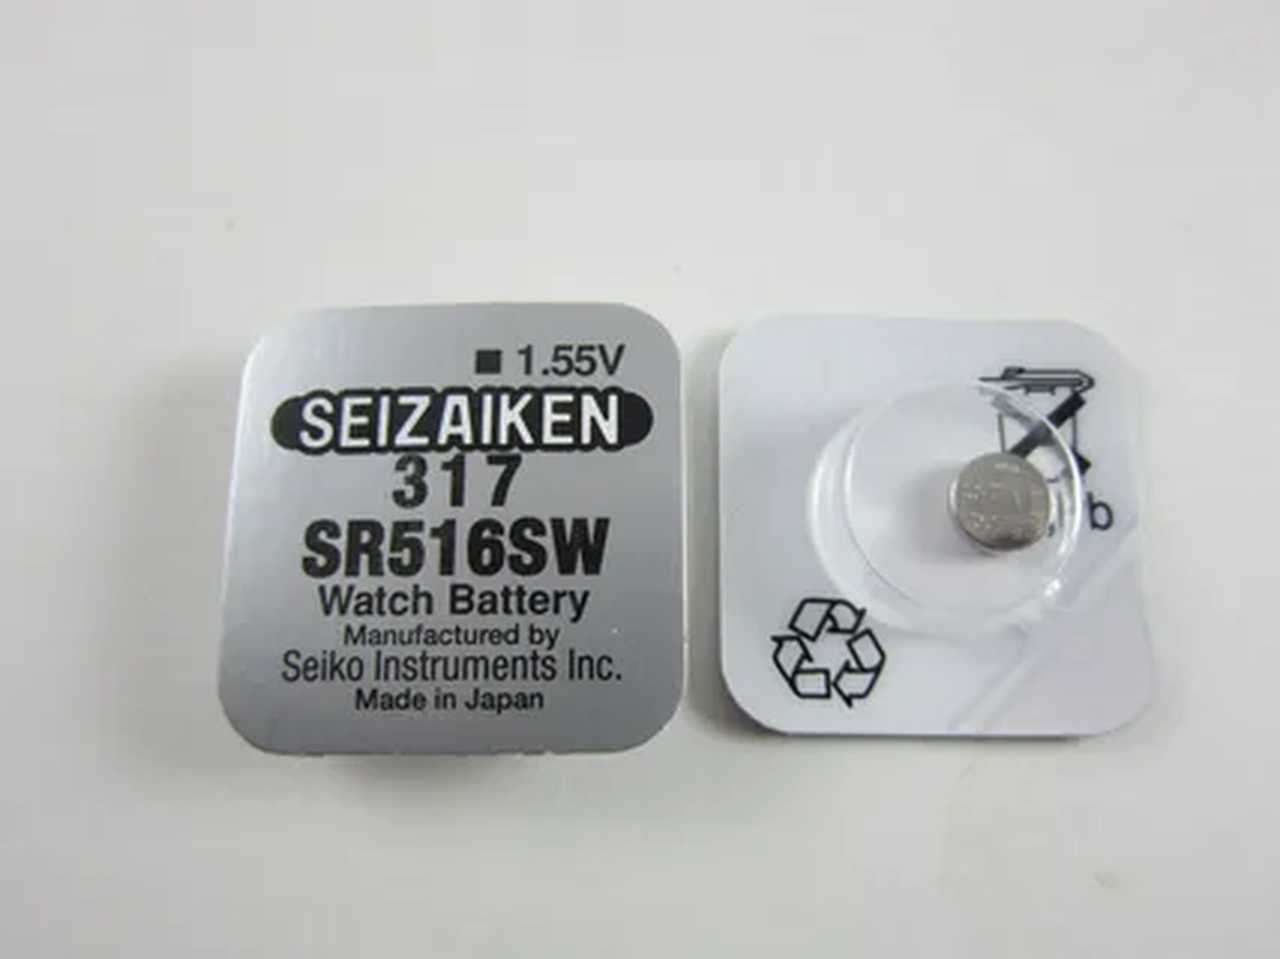 ■ 1.55V
SEIZAIKEN
317
SR516SW
Watch Battery
Manufactured by
Seiko Instruments Inc.
Made in Japan